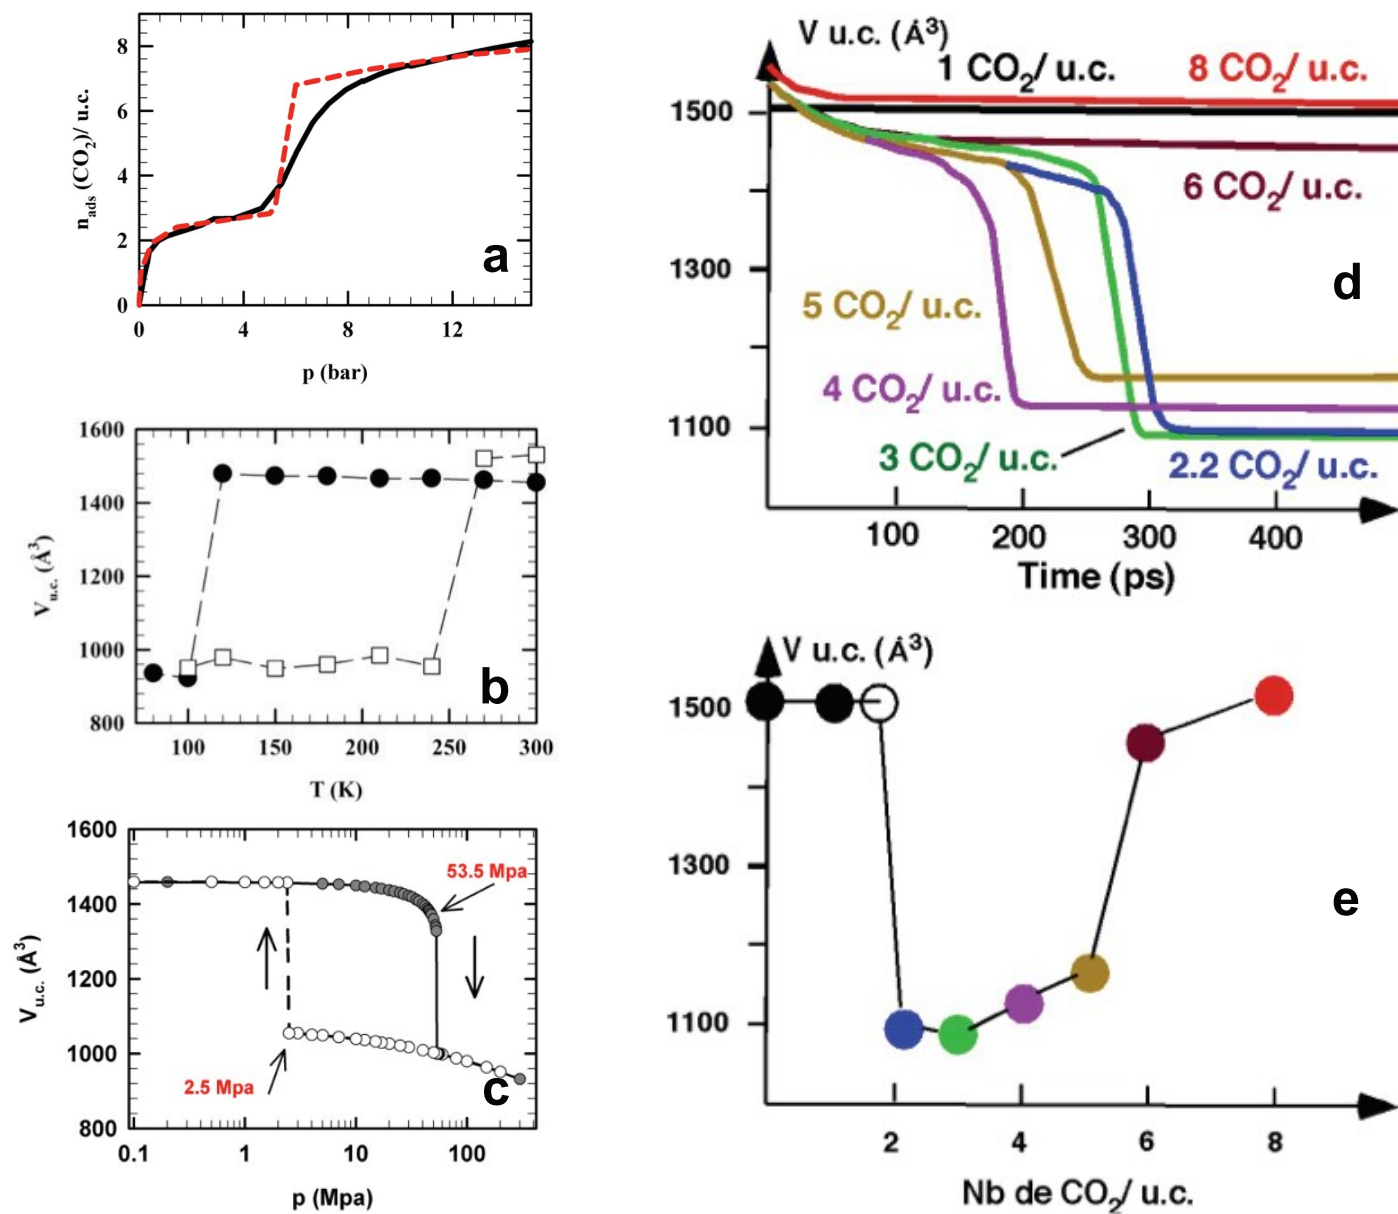 8
6
4
2
0
n_ads (CO₂)/ u.c.
0 4 8 12
p (bar)
a
1600
1400
1200
1000
800
V_u.c. (Å³)
100 150 200 250 300
T (K)
b
1600
1400
1200
1000
800
V_u.c. (Å³)
53.5 Mpa
2.5 Mpa
0.1 1 10 100
p (Mpa)
c
V u.c. (Å³)
1 CO₂/ u.c.
8 CO₂/ u.c.
1500
6 CO₂/ u.c.
1300
5 CO₂/ u.c.
4 CO₂/ u.c.
1100
3 CO₂/ u.c.
2.2 CO₂/ u.c.
100 200 300 400
Time (ps)
d
V u.c. (Å³)
1500
1300
1100
2 4 6 8
Nb de CO₂/ u.c.
e